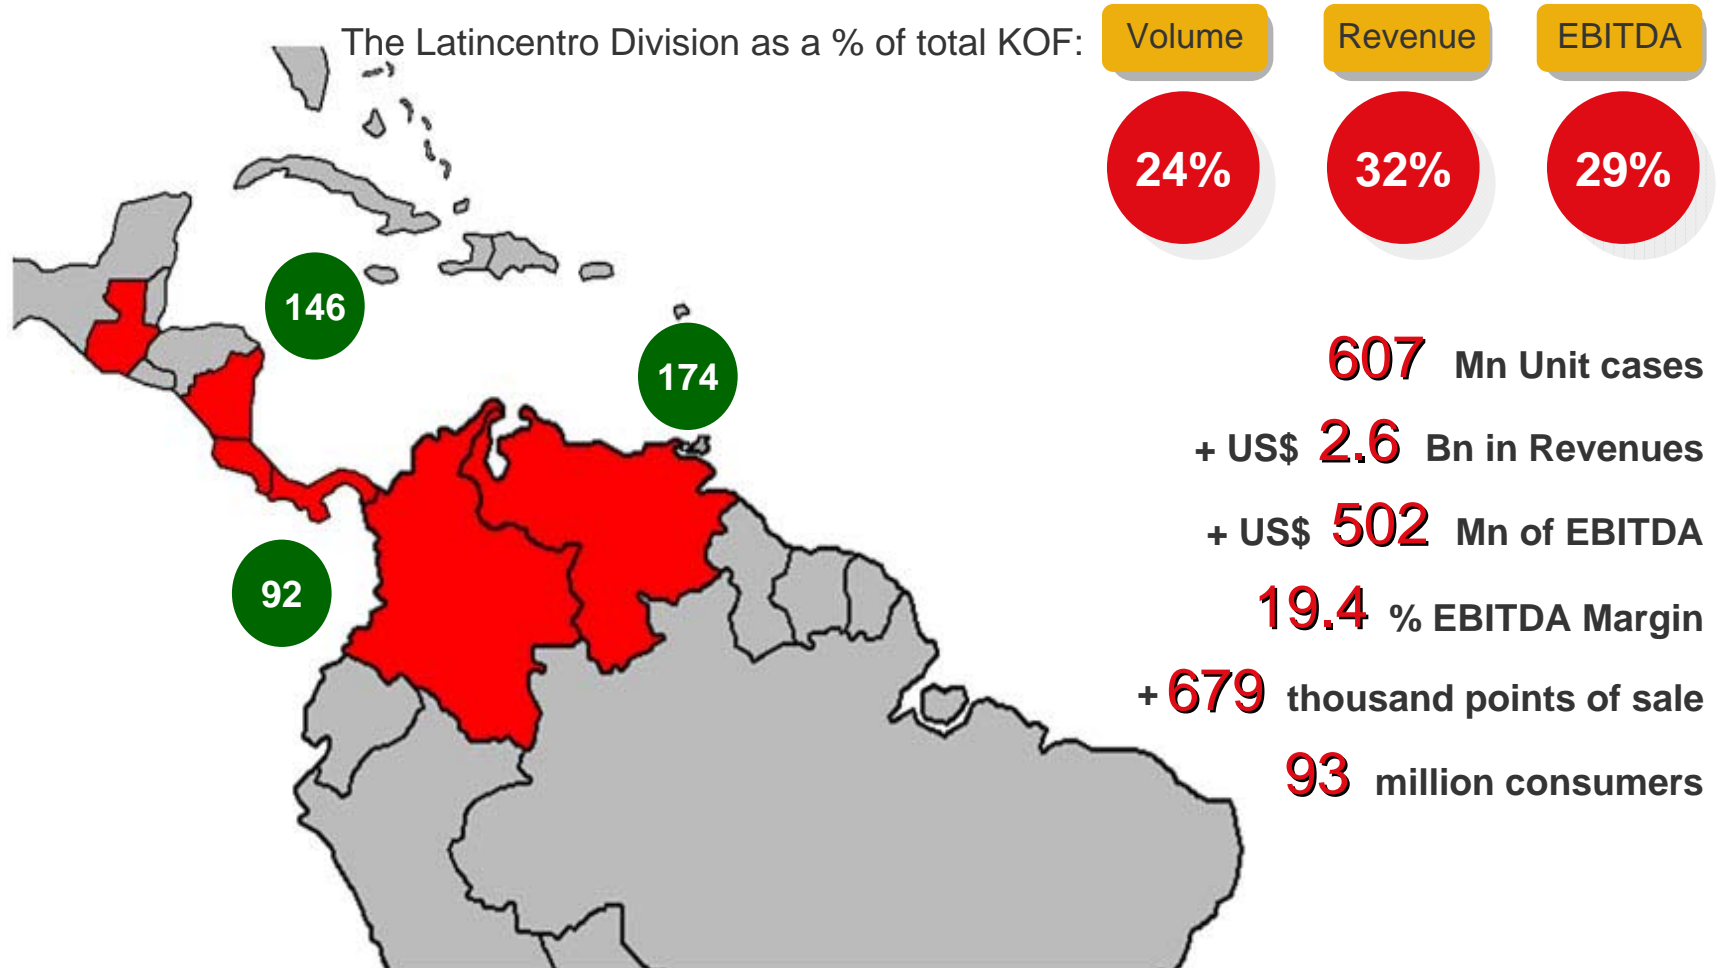 The Latincentro Division as a % of total KOF:
Volume
Revenue
EBITDA
24%
32%
29%
146
174
92
607 Mn Unit cases
+ US$ 2.6 Bn in Revenues
+ US$ 502 Mn of EBITDA
19.4 % EBITDA Margin
+ 679 thousand points of sale
93 million consumers